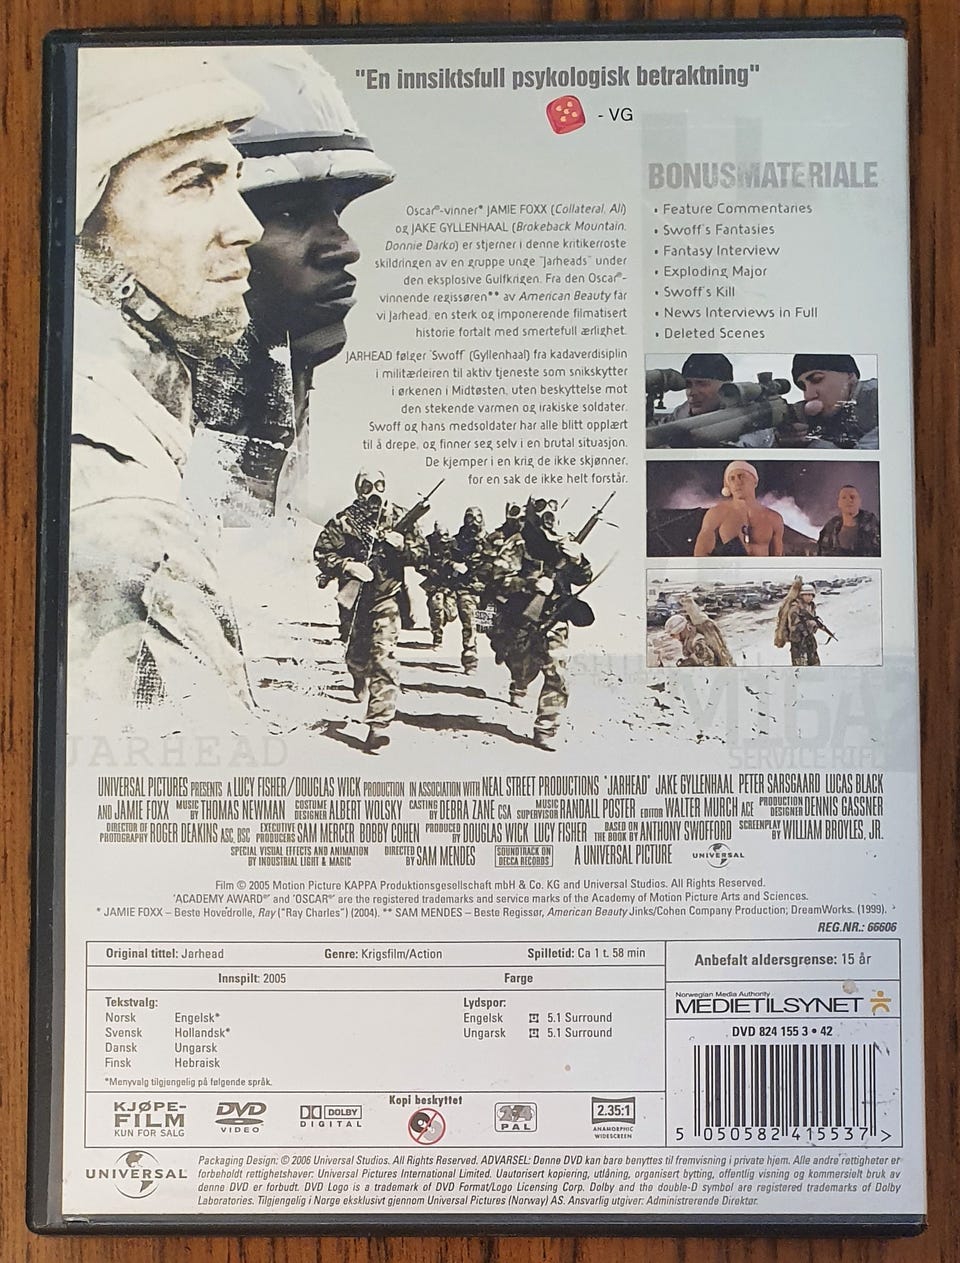 "En innsiktsfull psykologisk betraktning"
- VG
Oscar®-vinner* JAMIE FOXX (Collateral, Ali)
og JAKE GYLLENHAAL (Brokeback Mountain,
Donnie Darko) er stjerner i denne kritikerroste
skildringen av en gruppe unge "Jarheads" under
den eksplosive Gulfkrigen. Fra den Oscar®-
vinnende regissøren** av American Beauty får
vi Jarhead, en sterk og imponerende filmatisert
historie fortalt med smertefull ærlighet.
JARHEAD følger 'Swoff' (Gyllenhaal) fra kadaverdisiplin
i militærleiren til aktiv tjeneste som snikskytter
i ørkenen i Midtøsten, uten beskyttelse mot
den stekende varmen og irakiske soldater.
Swoff og hans medsoldater har alle blitt opplært
til å drepe, og finner seg selv i en brutal situasjon.
De kjemper i en krig de ikke skjønner,
for en sak de ikke helt forstår.
BONUSMATERIALE
• Feature Commentaries
• Swoff's Fantasies
• Fantasy Interview
• Exploding Major
• Swoff's Kill
• News Interviews in Full
• Deleted Scenes
M16A2
SERVICE RIFLE
JARHEAD
UNIVERSAL PICTURES PRESENTS A LUCY FISHER/DOUGLAS WICK PRODUCTION IN ASSOCIATION WITH NEAL STREET PRODUCTIONS "JARHEAD" JAKE GYLLENHAAL PETER SARSGAARD LUCAS BLACK
AND JAMIE FOXX MUSIC BY THOMAS NEWMAN COSTUME DESIGNER ALBERT WOLSKY CASTING BY DEBRA ZANE CSA MUSIC SUPERVISOR RANDALL POSTER EDITOR WALTER MURCH ACE PRODUCTION DESIGNER DENNIS GASSNER
DIRECTOR OF PHOTOGRAPHY ROGER DEAKINS ASC, BSC EXECUTIVE PRODUCERS SAM MERCER BOBBY COHEN PRODUCED BY DOUGLAS WICK LUCY FISHER BASED ON THE BOOK BY ANTHONY SWOFFORD SCREENPLAY BY WILLIAM BROYLES, JR.
SPECIAL VISUAL EFFECTS AND ANIMATION BY INDUSTRIAL LIGHT & MAGIC DIRECTED BY SAM MENDES SOUNDTRACK ON DECCA RECORDS A UNIVERSAL PICTURE UNIVERSAL
Film © 2005 Motion Picture KAPPA Produktionsgesellschaft mbH & Co. KG and Universal Studios. All Rights Reserved.
'ACADEMY AWARD®' and 'OSCAR®' are the registered trademarks and service marks of the Academy of Motion Picture Arts and Sciences.
* JAMIE FOXX – Beste Hovedrolle, Ray ("Ray Charles") (2004). ** SAM MENDES – Beste Regissør, American Beauty Jinks/Cohen Company Production; DreamWorks. (1999).
REG.NR.: 66606
Original tittel: Jarhead Genre: Krigsfilm/Action Spilletid: Ca 1 t. 58 min
Innspilt: 2005 Farge
Anbefalt aldersgrense: 15 år
Tekstvalg:
Norsk Engelsk*
Svensk Hollandsk*
Dansk Ungarsk
Finsk Hebraisk
*Menyvalg tilgjengelig på følgende språk.
Lydspor:
Engelsk 5.1 Surround
Ungarsk 5.1 Surround
Norwegian Media Authority
MEDIETILSYNET
DVD 824 155 3 • 42
5 050582 415537 >
KJØPE-
FILM
KUN FOR SALG
DVD
VIDEO
DOLBY
DIGITAL
Kopi beskyttet
2+4
PAL
2.35:1
ANAMORPHIC
WIDESCREEN
UNIVERSAL
Packaging Design: © 2006 Universal Studios. All Rights Reserved. ADVARSEL: Denne DVD kan bare benyttes til fremvisning i private hjem. Alle andre rettigheter er
forbeholdt rettighetshaver: Universal Pictures International Limited. Uautorisert kopiering, utlåning, organisert bytting, offentlig visning og kommersielt bruk av
denne DVD er forbudt. DVD Logo is a trademark of DVD Format/Logo Licensing Corp. Dolby and the double-D symbol are registered trademarks of Dolby
Laboratories. Tilgjengelig i Norge eksklusivt gjennom Universal Pictures (Norway) AS. Ansvarlig utgiver: Administrerende Direktør.